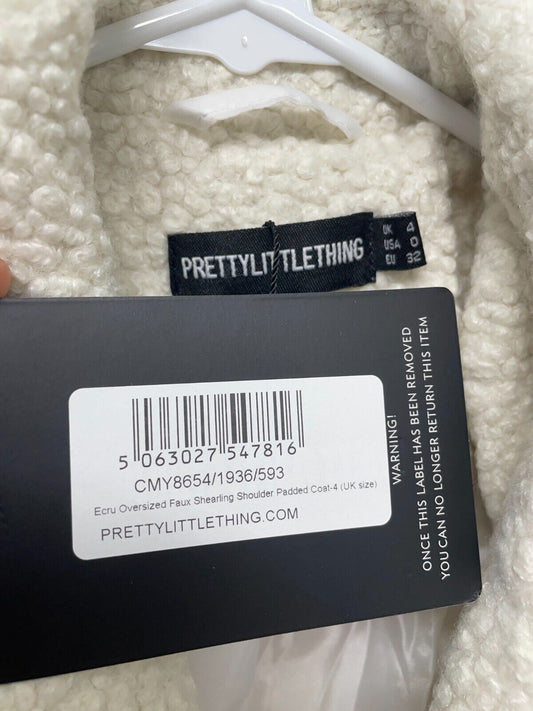 PRETTYLITTLETHING
UK 4
USA 0
EU 32
5 063027 547816
CMY8654/1936/593
Ecru Oversized Faux Shearling Shoulder Padded Coat-4 (UK size)
PRETTYLITTLETHING.COM
WARNING!
ONCE THIS LABEL HAS BEEN REMOVED
YOU CAN NO LONGER RETURN THIS ITEM